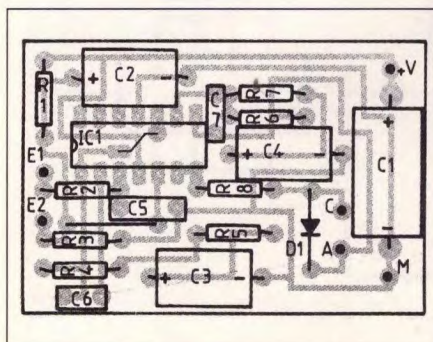 + C2 -
+V
R1
C7
R7
R6
IC1
+ C4 -
+ C1 -
E1
R2
E2
C5
R8
C
R3
R5
D1
A
R4
+ C3 -
M
C6